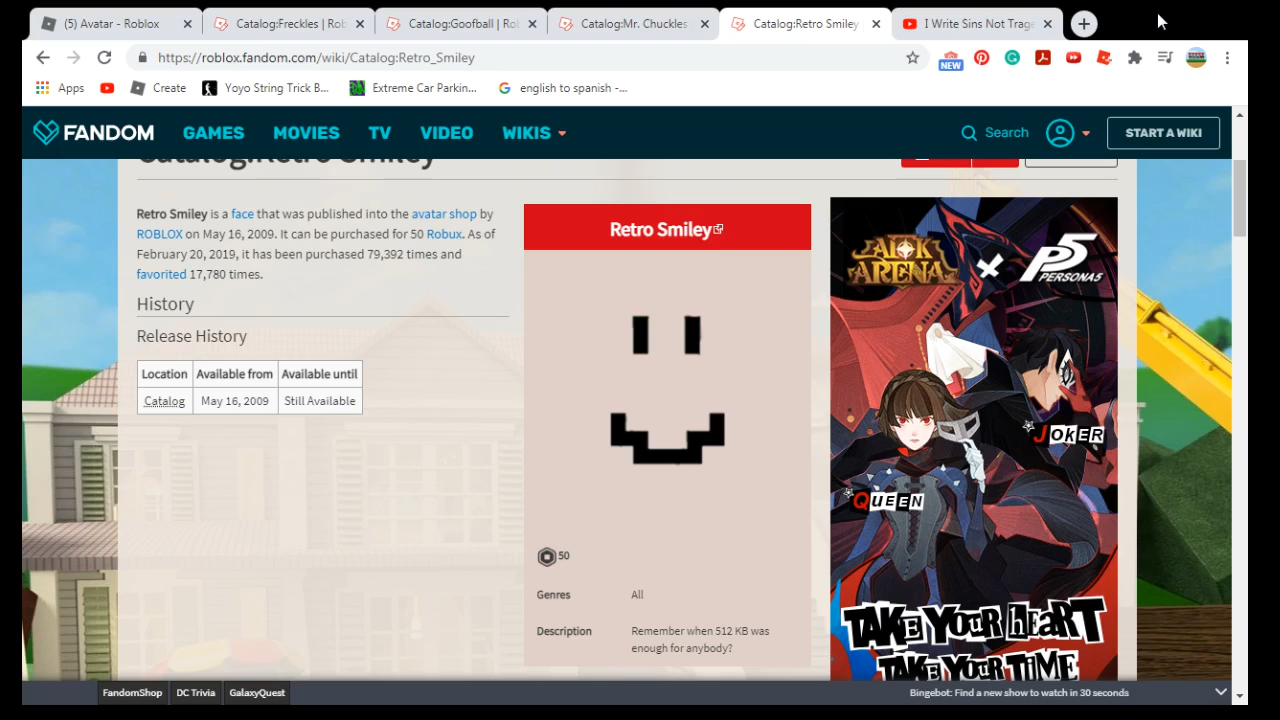 (5) Avatar - Roblox
Catalog:Freckles | Rob
Catalog:Goofball | Rob
Catalog:Mr. Chuckles
Catalog:Retro Smiley
I Write Sins Not Trage
https://roblox.fandom.com/wiki/Catalog:Retro_Smiley
NEW
Apps
Create
Yoyo String Trick B...
Extreme Car Parkin...
english to spanish -...
FANDOM
GAMES
MOVIES
TV
VIDEO
WIKIS
Search
START A WIKI
Catalog:Retro Smiley
Retro Smiley is a face that was published into the avatar shop by
ROBLOX on May 16, 2009. It can be purchased for 50 Robux. As of
February 20, 2019, it has been purchased 79,392 times and
favorited 17,780 times.
History
Release History
Location Available from Available until
Catalog May 16, 2009 Still Available
Retro Smiley
50
Genres All
Description Remember when 512 KB was
enough for anybody?
AFK
ARENA
P5
PERSONA5
JOKER
QUEEN
TAKE YOUR HEART
TAKE YOUR TIME
FandomShop
DC Trivia
GalaxyQuest
Bingebot: Find a new show to watch in 30 seconds